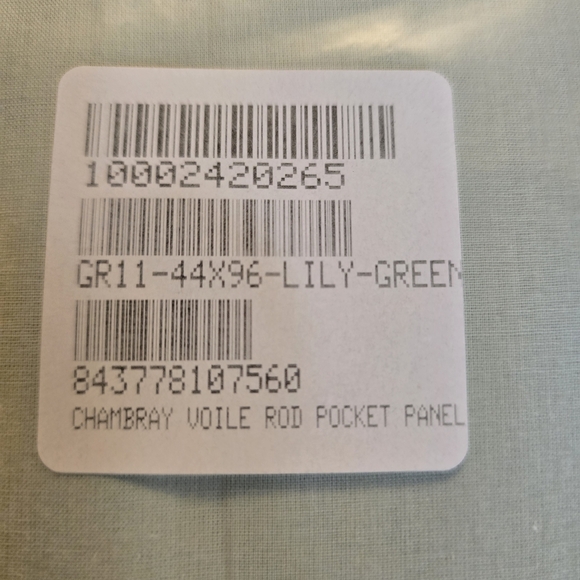 10002420265
GR11-44X96-LILY-GREEN
843778107560
CHAMBRAY VOILE ROD POCKET PANEL